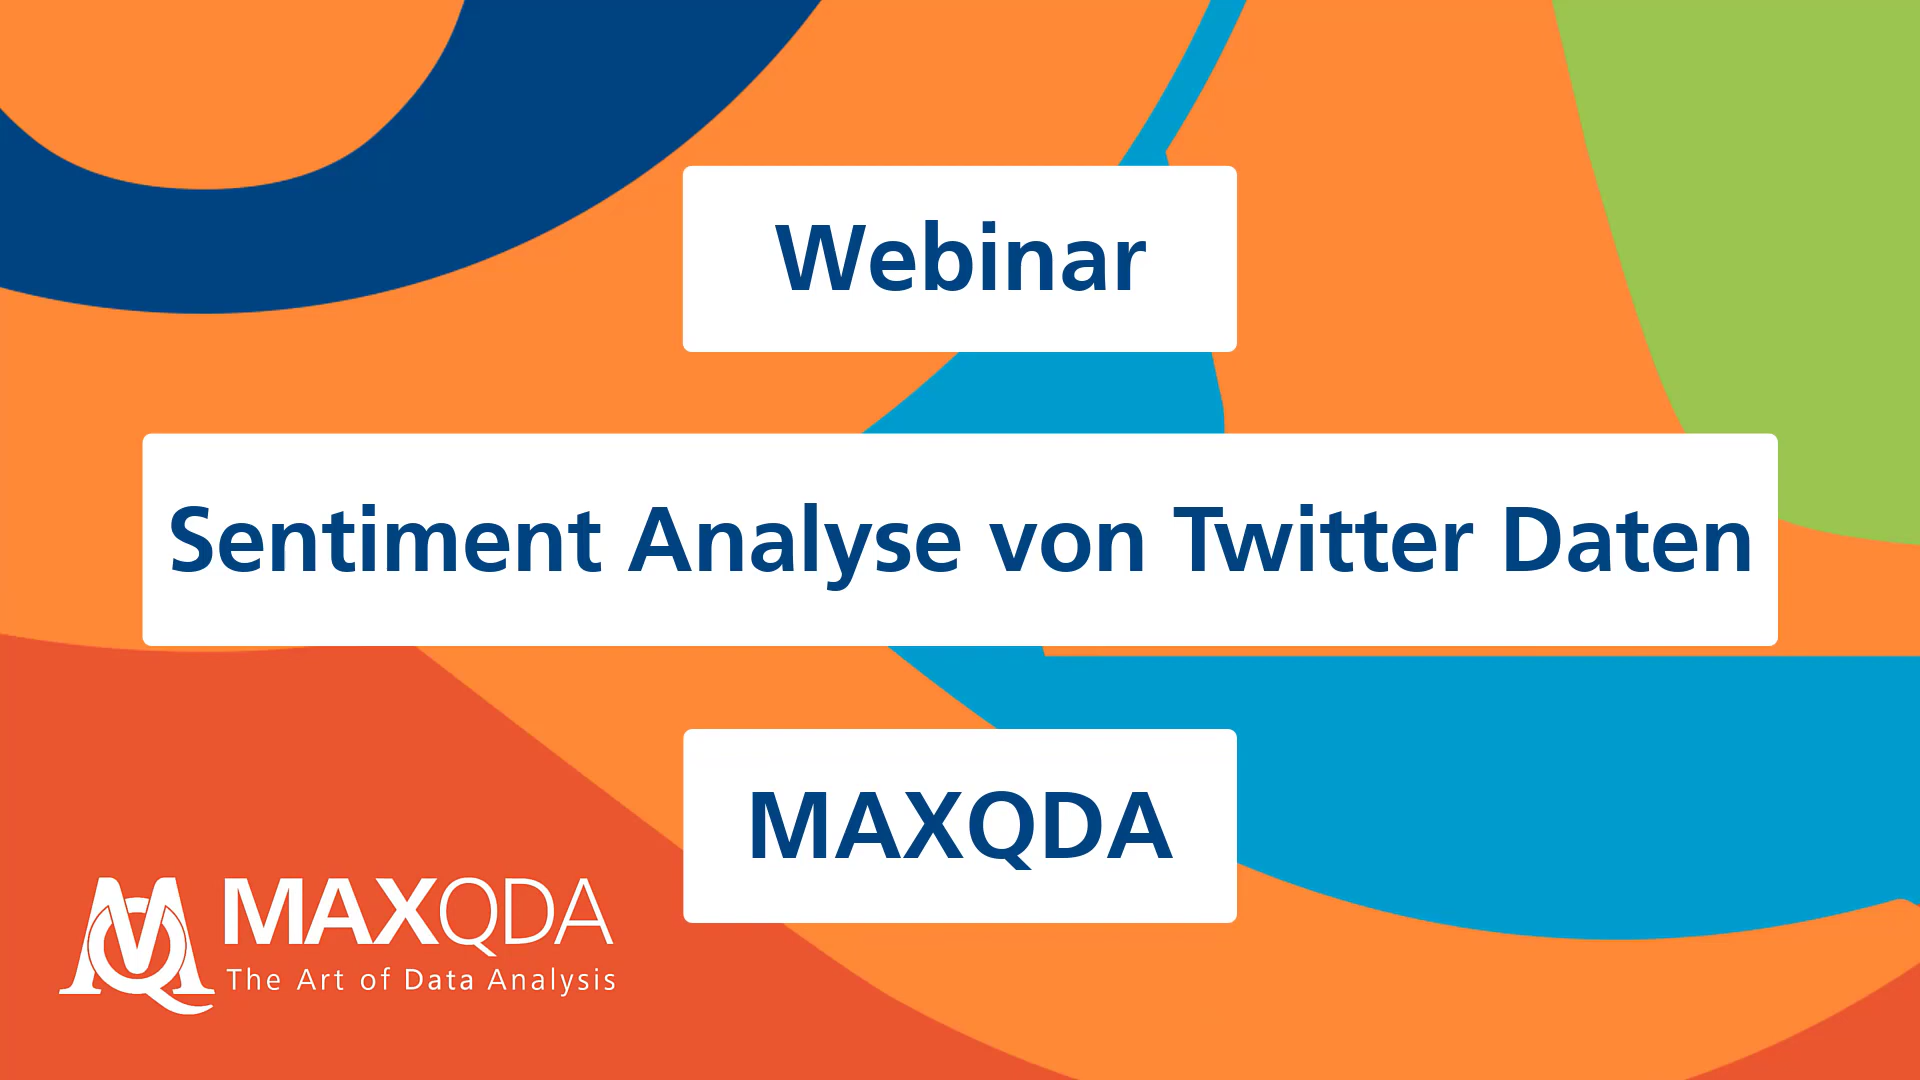 Webinar
Sentiment Analyse von Twitter Daten
MAXQDA
MAXQDA
The Art of Data Analysis